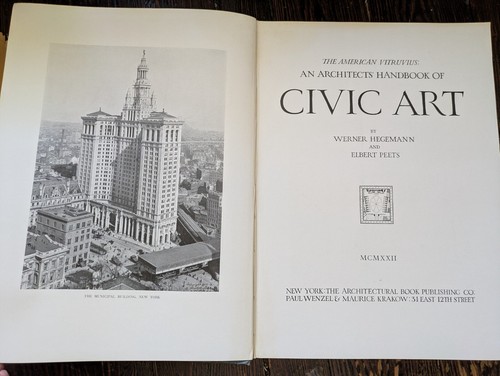 THE MUNICIPAL BUILDING, NEW YORK
THE AMERICAN VITRUVIUS:
AN ARCHITECTS' HANDBOOK OF
CIVIC ART
BY
WERNER HEGEMANN
AND
ELBERT PEETS
MCMXXII
NEW YORK: THE ARCHITECTURAL BOOK PUBLISHING CO.
PAUL WENZEL & MAURICE KRAKOW: 31 EAST 12TH STREET